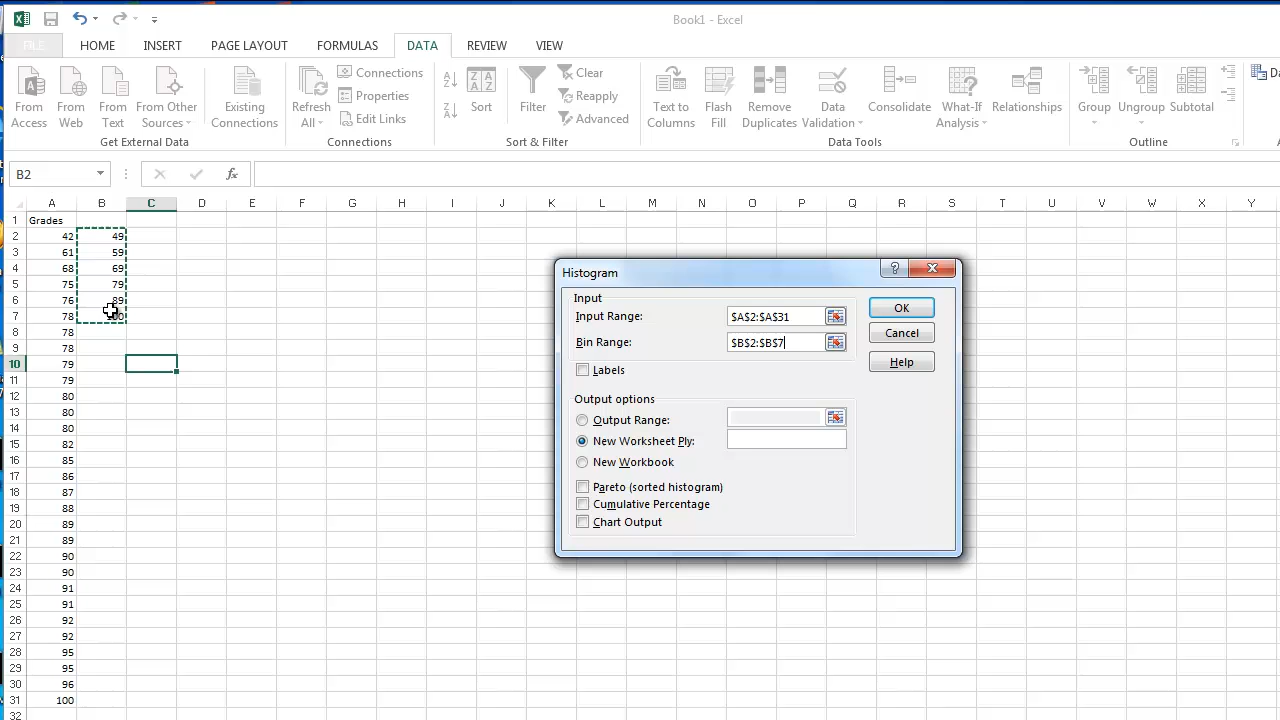 Book1 - Excel
FILE HOME INSERT PAGE LAYOUT FORMULAS DATA REVIEW VIEW
From Access
From Web
From Text
From Other Sources
Existing Connections
Refresh All
Connections
Properties
Edit Links
Sort
Filter
Clear
Reapply
Advanced
Text to Columns
Flash Fill
Remove Duplicates
Data Validation
Consolidate
What-If Analysis
Relationships
Group
Ungroup
Subtotal
Get External Data
Connections
Sort & Filter
Data Tools
Outline
B2
fx
A B C D E F G H I J K L M N O P Q R S T U V W X Y
1 Grades
2 42 49
3 61 59
4 68 69
5 75 79
6 76 89
7 78 100
8 78
9 78
10 79
11 79
12 80
13 80
14 80
15 82
16 85
17 86
18 87
19 88
20 89
21 89
22 90
23 90
24 91
25 91
26 92
27 92
28 95
29 95
30 96
31 100
32
Histogram
Input
Input Range: $A$2:$A$31
Bin Range: $B$2:$B$7
Labels
Output options
Output Range:
New Worksheet Ply:
New Workbook
Pareto (sorted histogram)
Cumulative Percentage
Chart Output
OK
Cancel
Help